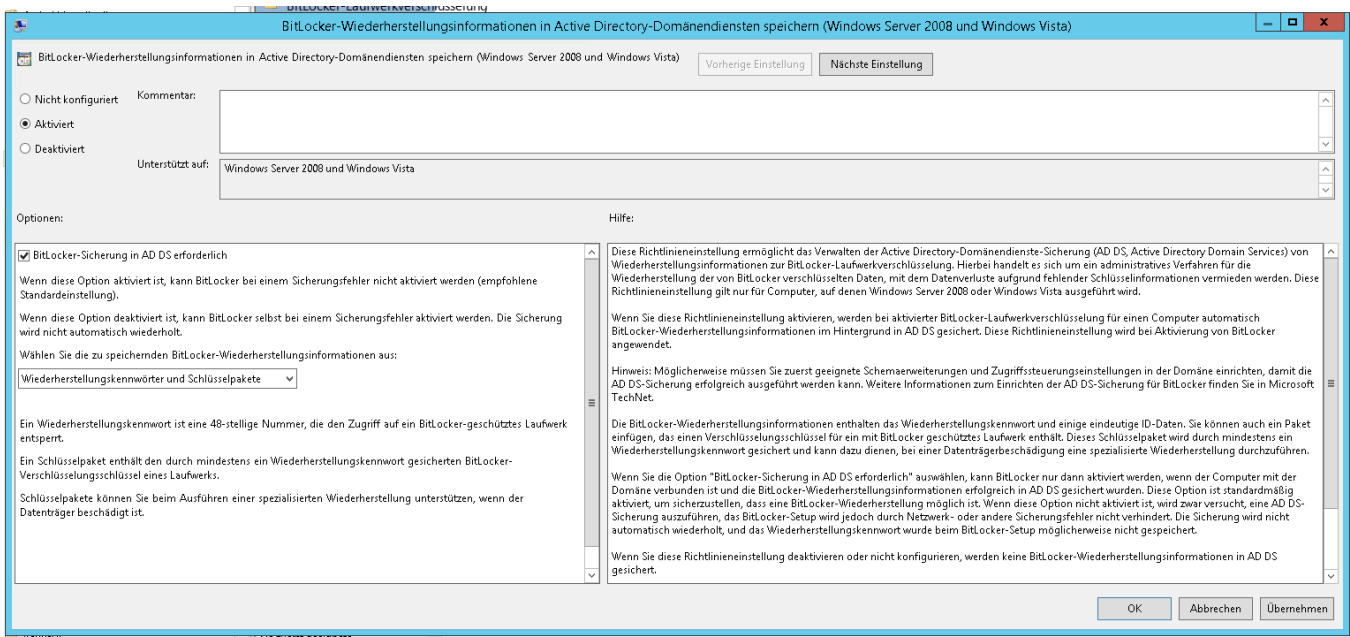 BitLocker-Laufwerkverschlüsselung
BitLocker-Wiederherstellungsinformationen in Active Directory-Domänendiensten speichern (Windows Server 2008 und Windows Vista)
BitLocker-Wiederherstellungsinformationen in Active Directory-Domänendiensten speichern (Windows Server 2008 und Windows Vista)
Vorherige Einstellung
Nächste Einstellung
Nicht konfiguriert
Kommentar:
Aktiviert
Deaktiviert
Unterstützt auf:
Windows Server 2008 und Windows Vista
Optionen:
Hilfe:
BitLocker-Sicherung in AD DS erforderlich
Wenn diese Option aktiviert ist, kann BitLocker bei einem Sicherungsfehler nicht aktiviert werden (empfohlene
Standardeinstellung).
Wenn diese Option deaktiviert ist, kann BitLocker selbst bei einem Sicherungsfehler aktiviert werden. Die Sicherung
wird nicht automatisch wiederholt.
Wählen Sie die zu speichernden BitLocker-Wiederherstellungsinformationen aus:
Wiederherstellungskennwörter und Schlüsselpakete
Ein Wiederherstellungskennwort ist eine 48-stellige Nummer, die den Zugriff auf ein BitLocker-geschütztes Laufwerk
entsperrt.
Ein Schlüsselpaket enthält den durch mindestens ein Wiederherstellungskennwort gesicherten BitLocker-
Verschlüsselungsschlüssel eines Laufwerks.
Schlüsselpakete können Sie beim Ausführen einer spezialisierten Wiederherstellung unterstützen, wenn der
Datenträger beschädigt ist.
Diese Richtlinieneinstellung ermöglicht das Verwalten der Active Directory-Domänendienste-Sicherung (AD DS, Active Directory Domain Services) von
Wiederherstellungsinformationen zur BitLocker-Laufwerkverschlüsselung. Hierbei handelt es sich um ein administratives Verfahren für die
Wiederherstellung der von BitLocker verschlüsselten Daten, mit dem Datenverluste aufgrund fehlender Schlüsselinformationen vermieden werden. Diese
Richtlinieneinstellung gilt nur für Computer, auf denen Windows Server 2008 oder Windows Vista ausgeführt wird.
Wenn Sie diese Richtlinieneinstellung aktivieren, werden bei aktivierter BitLocker-Laufwerkverschlüsselung für einen Computer automatisch
BitLocker-Wiederherstellungsinformationen im Hintergrund in AD DS gesichert. Diese Richtlinieneinstellung wird bei Aktivierung von BitLocker
angewendet.
Hinweis: Möglicherweise müssen Sie zuerst geeignete Schemaerweiterungen und Zugriffssteuerungseinstellungen in der Domäne einrichten, damit die
AD DS-Sicherung erfolgreich ausgeführt werden kann. Weitere Informationen zum Einrichten der AD DS-Sicherung für BitLocker finden Sie in Microsoft
TechNet.
Die BitLocker-Wiederherstellungsinformationen enthalten das Wiederherstellungskennwort und einige eindeutige ID-Daten. Sie können auch ein Paket
einfügen, das einen Verschlüsselungsschlüssel für ein mit BitLocker geschütztes Laufwerk enthält. Dieses Schlüsselpaket wird durch mindestens ein
Wiederherstellungskennwort gesichert und kann dazu dienen, bei einer Datenträgerbeschädigung eine spezialisierte Wiederherstellung durchzuführen.
Wenn Sie die Option "BitLocker-Sicherung in AD DS erforderlich" auswählen, kann BitLocker nur dann aktiviert werden, wenn der Computer mit der
Domäne verbunden ist und die BitLocker-Wiederherstellungsinformationen erfolgreich in AD DS gesichert wurden. Diese Option ist standardmäßig
aktiviert, um sicherzustellen, dass eine BitLocker-Wiederherstellung möglich ist. Wenn diese Option nicht aktiviert ist, wird zwar versucht, eine AD DS-
Sicherung auszuführen, das BitLocker-Setup wird jedoch durch Netzwerk- oder andere Sicherungsfehler nicht verhindert. Die Sicherung wird nicht
automatisch wiederholt, und das Wiederherstellungskennwort wurde beim BitLocker-Setup möglicherweise nicht gespeichert.
Wenn Sie diese Richtlinieneinstellung deaktivieren oder nicht konfigurieren, werden keine BitLocker-Wiederherstellungsinformationen in AD DS
gesichert.
OK
Abbrechen
Übernehmen